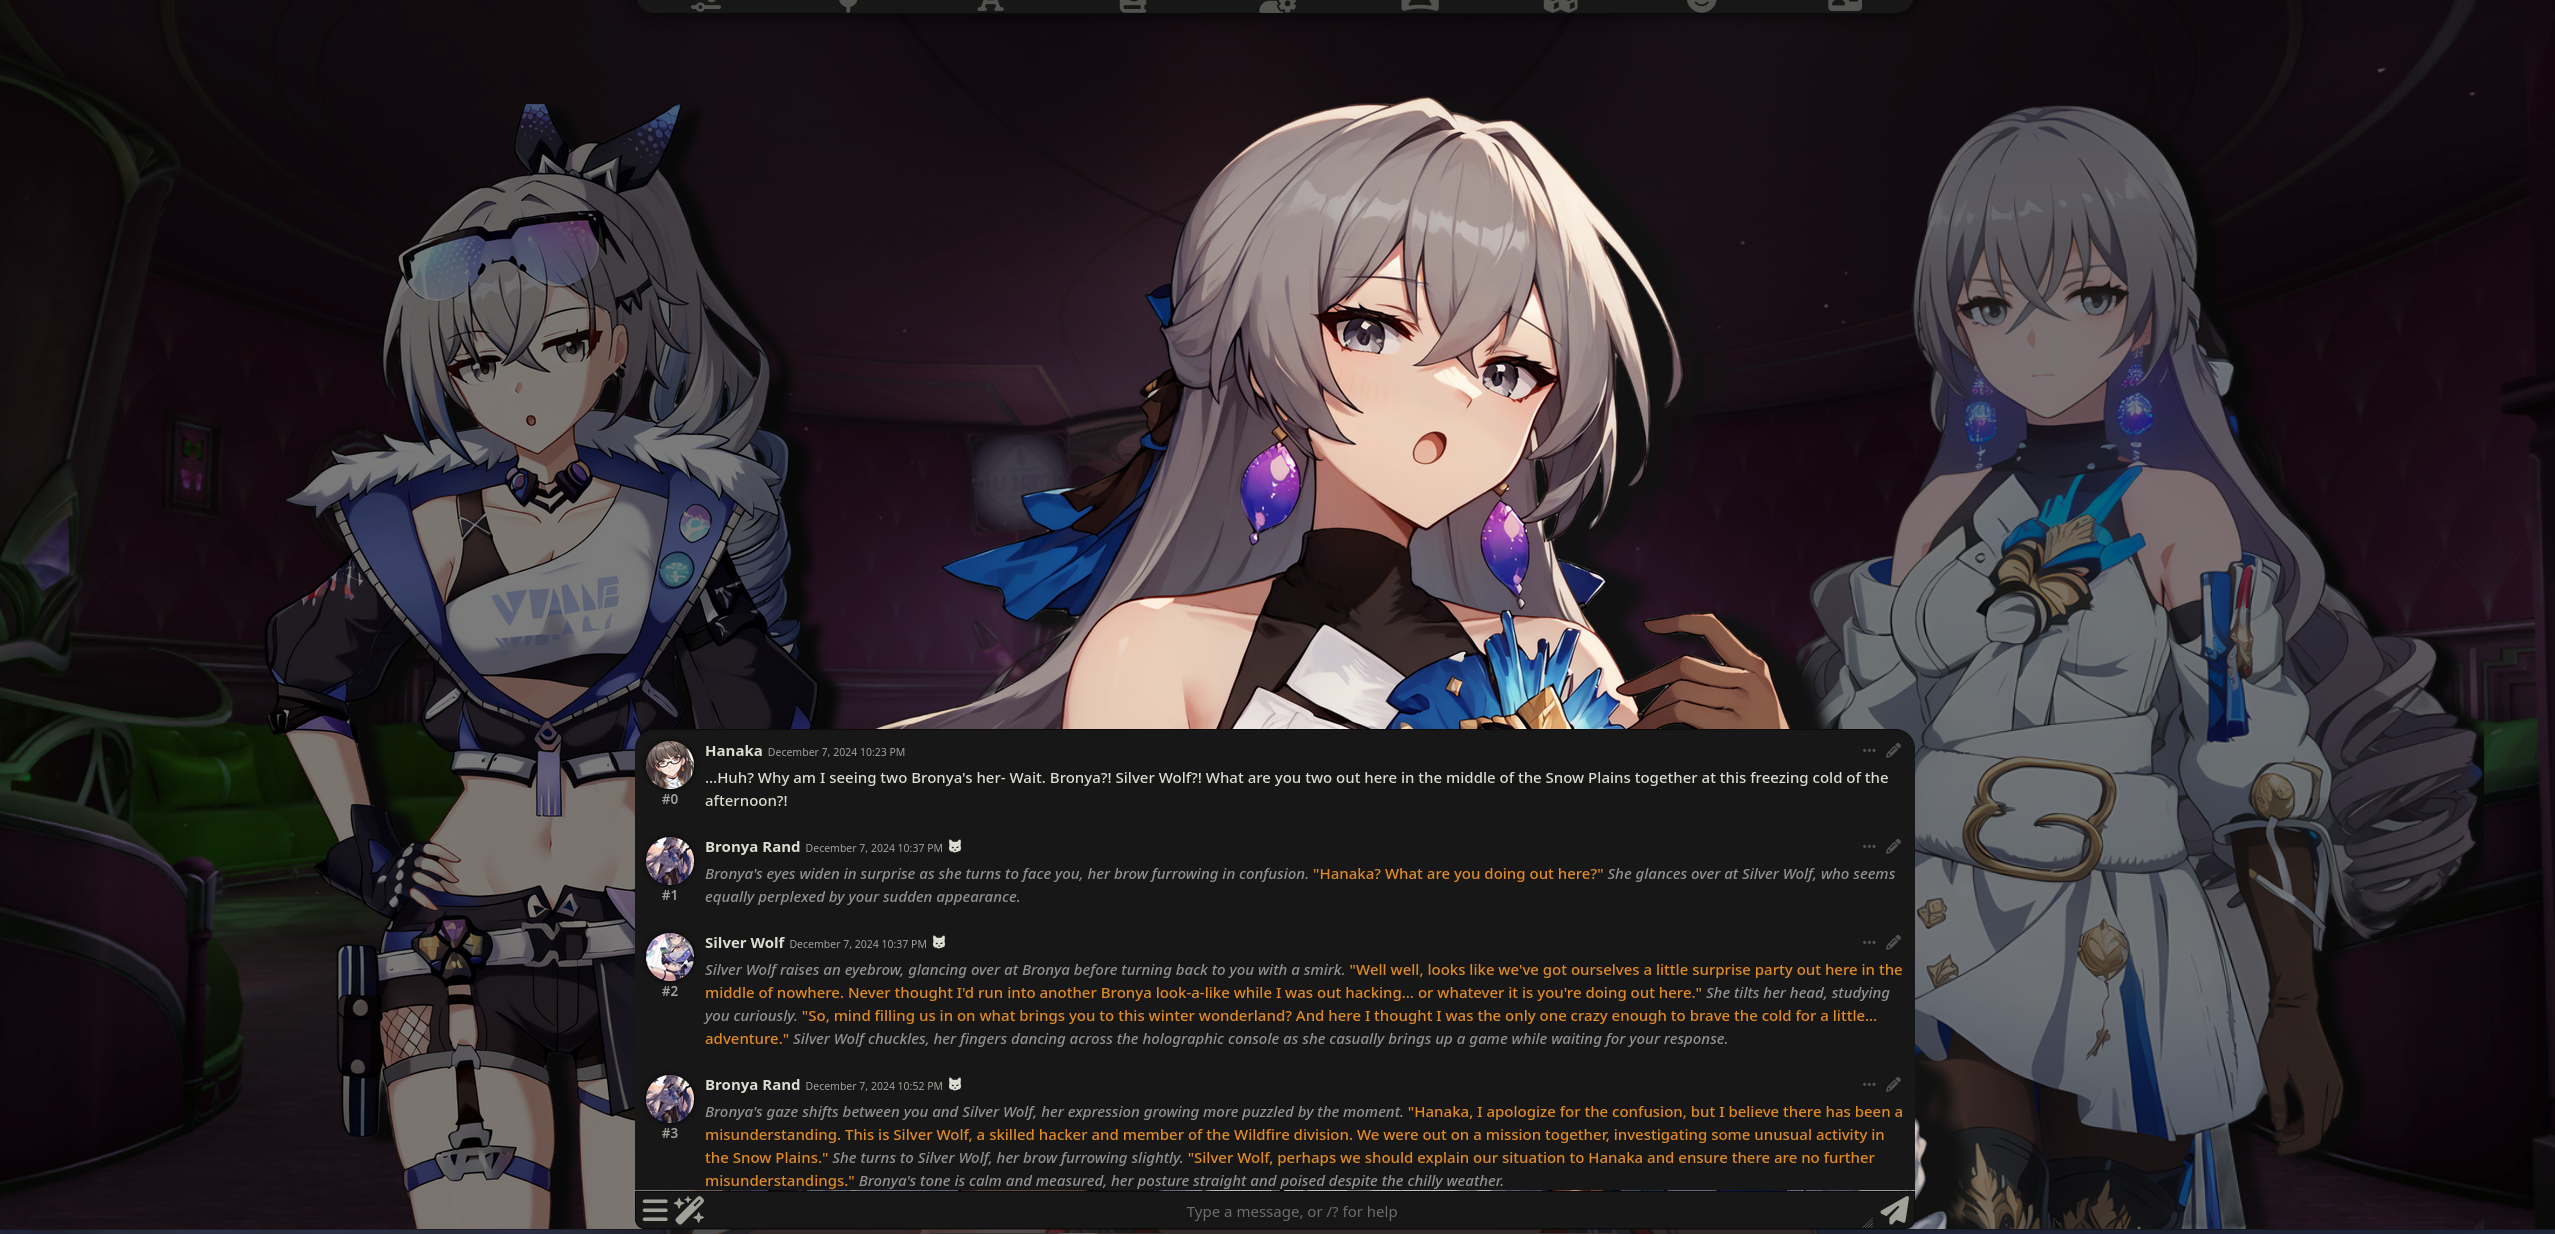 Hanaka December 7, 2024 10:23 PM
...Huh? Why am I seeing two Bronya's her- Wait. Bronya?! Silver Wolf?! What are you two out here in the middle of the Snow Plains together at this freezing cold of the
afternoon?!
#0
Bronya Rand December 7, 2024 10:37 PM
Bronya's eyes widen in surprise as she turns to face you, her brow furrowing in confusion. "Hanaka? What are you doing out here?" She glances over at Silver Wolf, who seems
equally perplexed by your sudden appearance.
#1
Silver Wolf December 7, 2024 10:37 PM
Silver Wolf raises an eyebrow, glancing over at Bronya before turning back to you with a smirk. "Well well, looks like we've got ourselves a little surprise party out here in the
middle of nowhere. Never thought I'd run into another Bronya look-a-like while I was out hacking... or whatever it is you're doing out here." She tilts her head, studying
#2
you curiously. "So, mind filling us in on what brings you to this winter wonderland? And here I thought I was the only one crazy enough to brave the cold for a little...
adventure." Silver Wolf chuckles, her fingers dancing across the holographic console as she casually brings up a game while waiting for your response.
Bronya Rand December 7, 2024 10:52 PM
Bronya's gaze shifts between you and Silver Wolf, her expression growing more puzzled by the moment. "Hanaka, I apologize for the confusion, but I believe there has been a
misunderstanding. This is Silver Wolf, a skilled hacker and member of the Wildfire division. We were out on a mission together, investigating some unusual activity in
#3
the Snow Plains." She turns to Silver Wolf, her brow furrowing slightly. "Silver Wolf, perhaps we should explain our situation to Hanaka and ensure there are no further
misunderstandings." Bronya's tone is calm and measured, her posture straight and poised despite the chilly weather.
Type a message, or /? for help